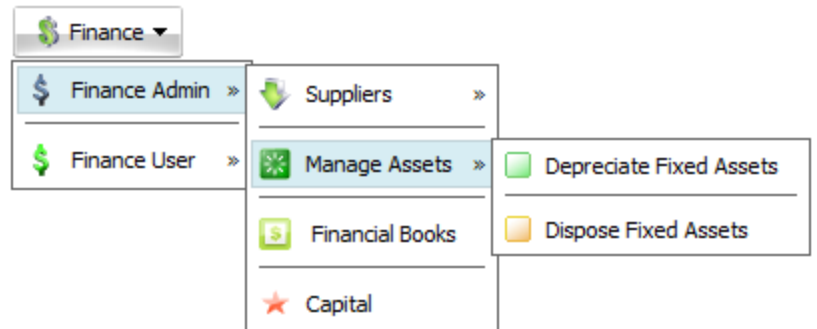 Finance
Finance Admin »
Finance User »
Suppliers »
Manage Assets »
Financial Books
Capital
Depreciate Fixed Assets
Dispose Fixed Assets